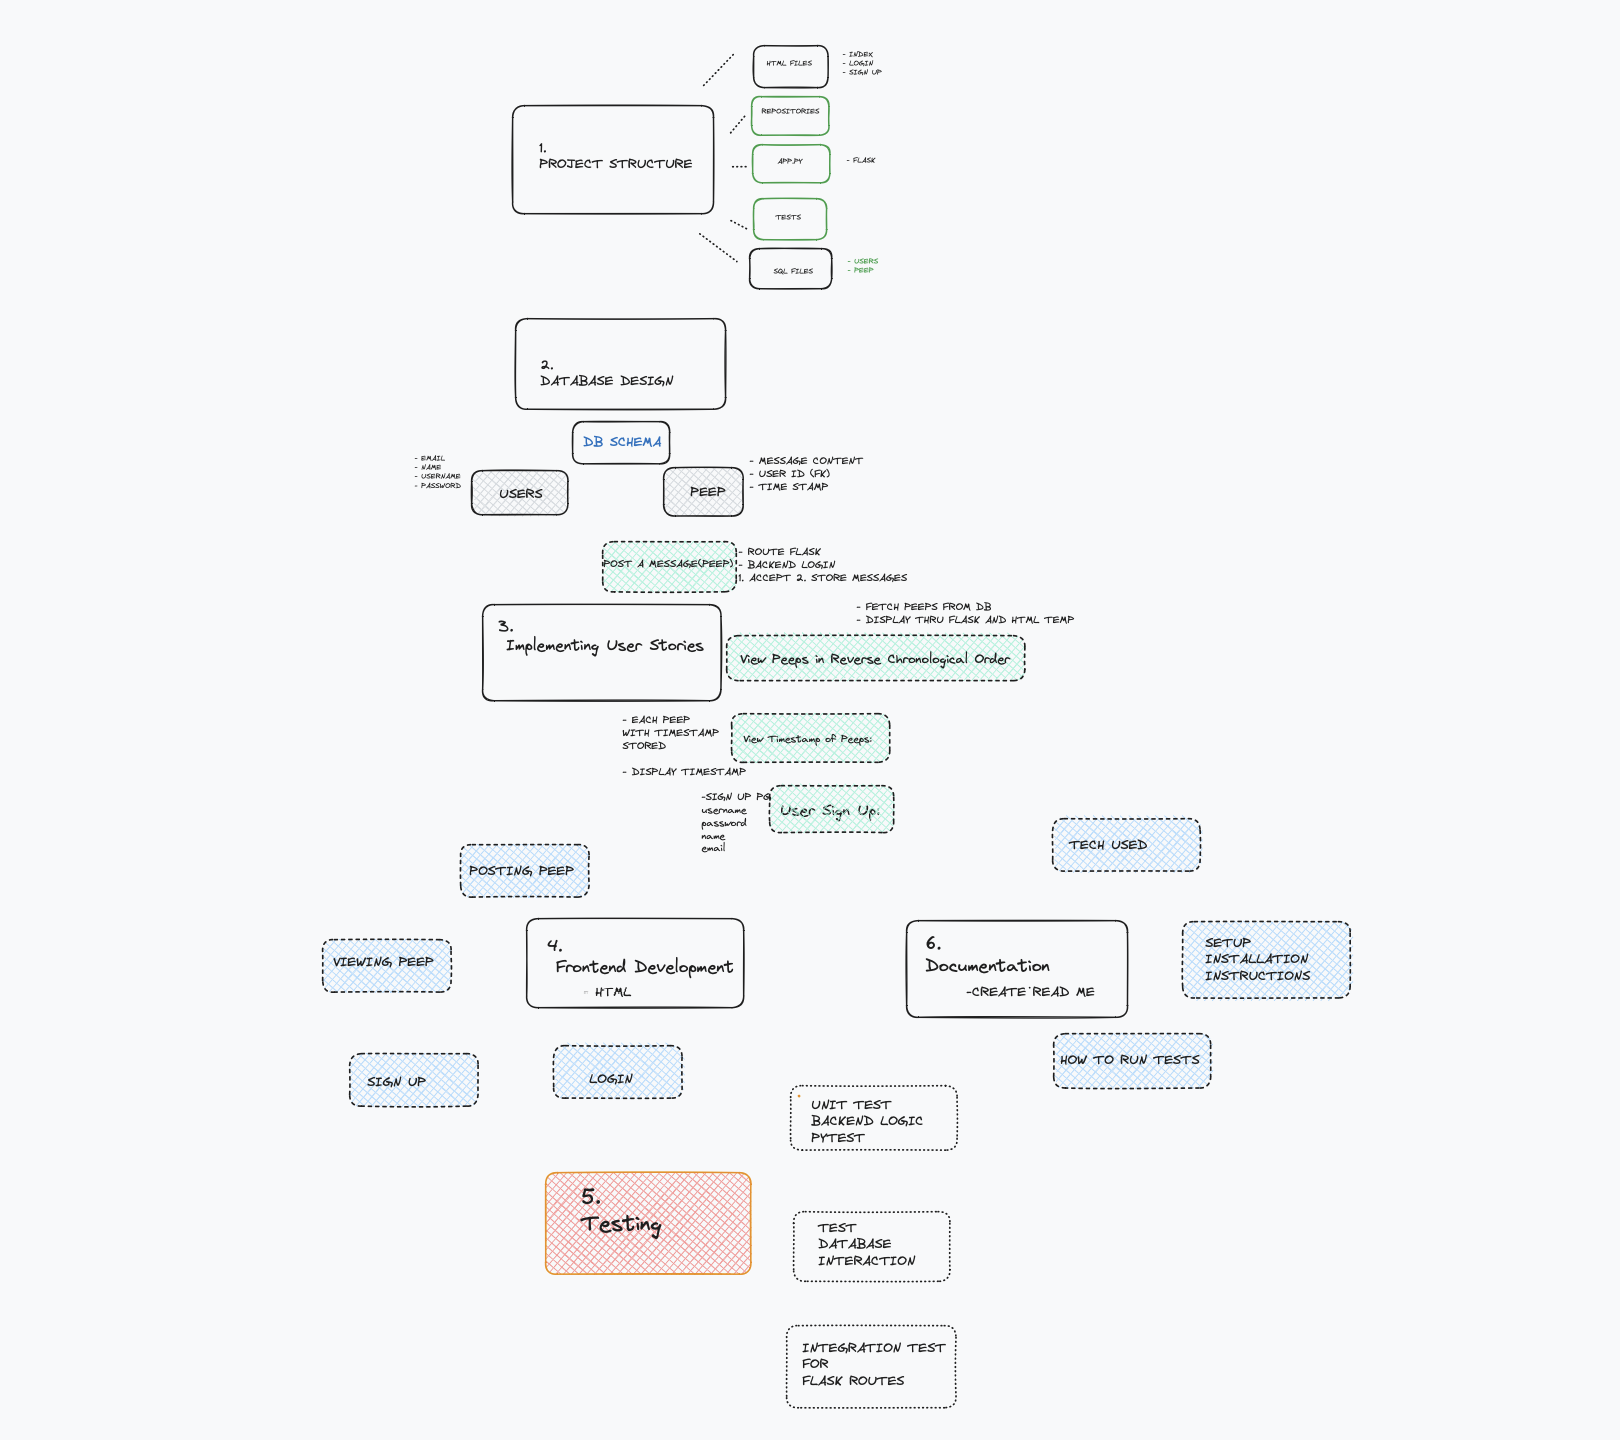 HTML FILES
- INDEX
- LOGIN
- SIGN UP
REPOSITORIES
1.
PROJECT STRUCTURE
APP.PY
- FLASK
TESTS
SQL FILES
- USERS
- PEEP
2.
DATABASE DESIGN
DB SCHEMA
- EMAIL
- NAME
- USERNAME
- PASSWORD
USERS
PEEP
- MESSAGE CONTENT
- USER ID (FK)
- TIME STAMP
POST A MESSAGE(PEEP)
- ROUTE FLASK
- BACKEND LOGIN
1. ACCEPT 2. STORE MESSAGES
3.
Implementing User Stories
- FETCH PEEPS FROM DB
- DISPLAY THRU FLASK AND HTML TEMP
View Peeps in Reverse Chronological Order
- EACH PEEP
WITH TIMESTAMP
STORED
- DISPLAY TIMESTAMP
View Timestamp of Peeps:
-SIGN UP PG
username
password
name
email
User Sign Up:
POSTING PEEP
VIEWING PEEP
4.
Frontend Development
- HTML
SIGN UP
LOGIN
TECH USED
6.
Documentation
-CREATE READ ME
SETUP
INSTALLATION
INSTRUCTIONS
HOW TO RUN TESTS
UNIT TEST
BACKEND LOGIC
PYTEST
5.
Testing
TEST
DATABASE
INTERACTION
INTEGRATION TEST
FOR
FLASK ROUTES